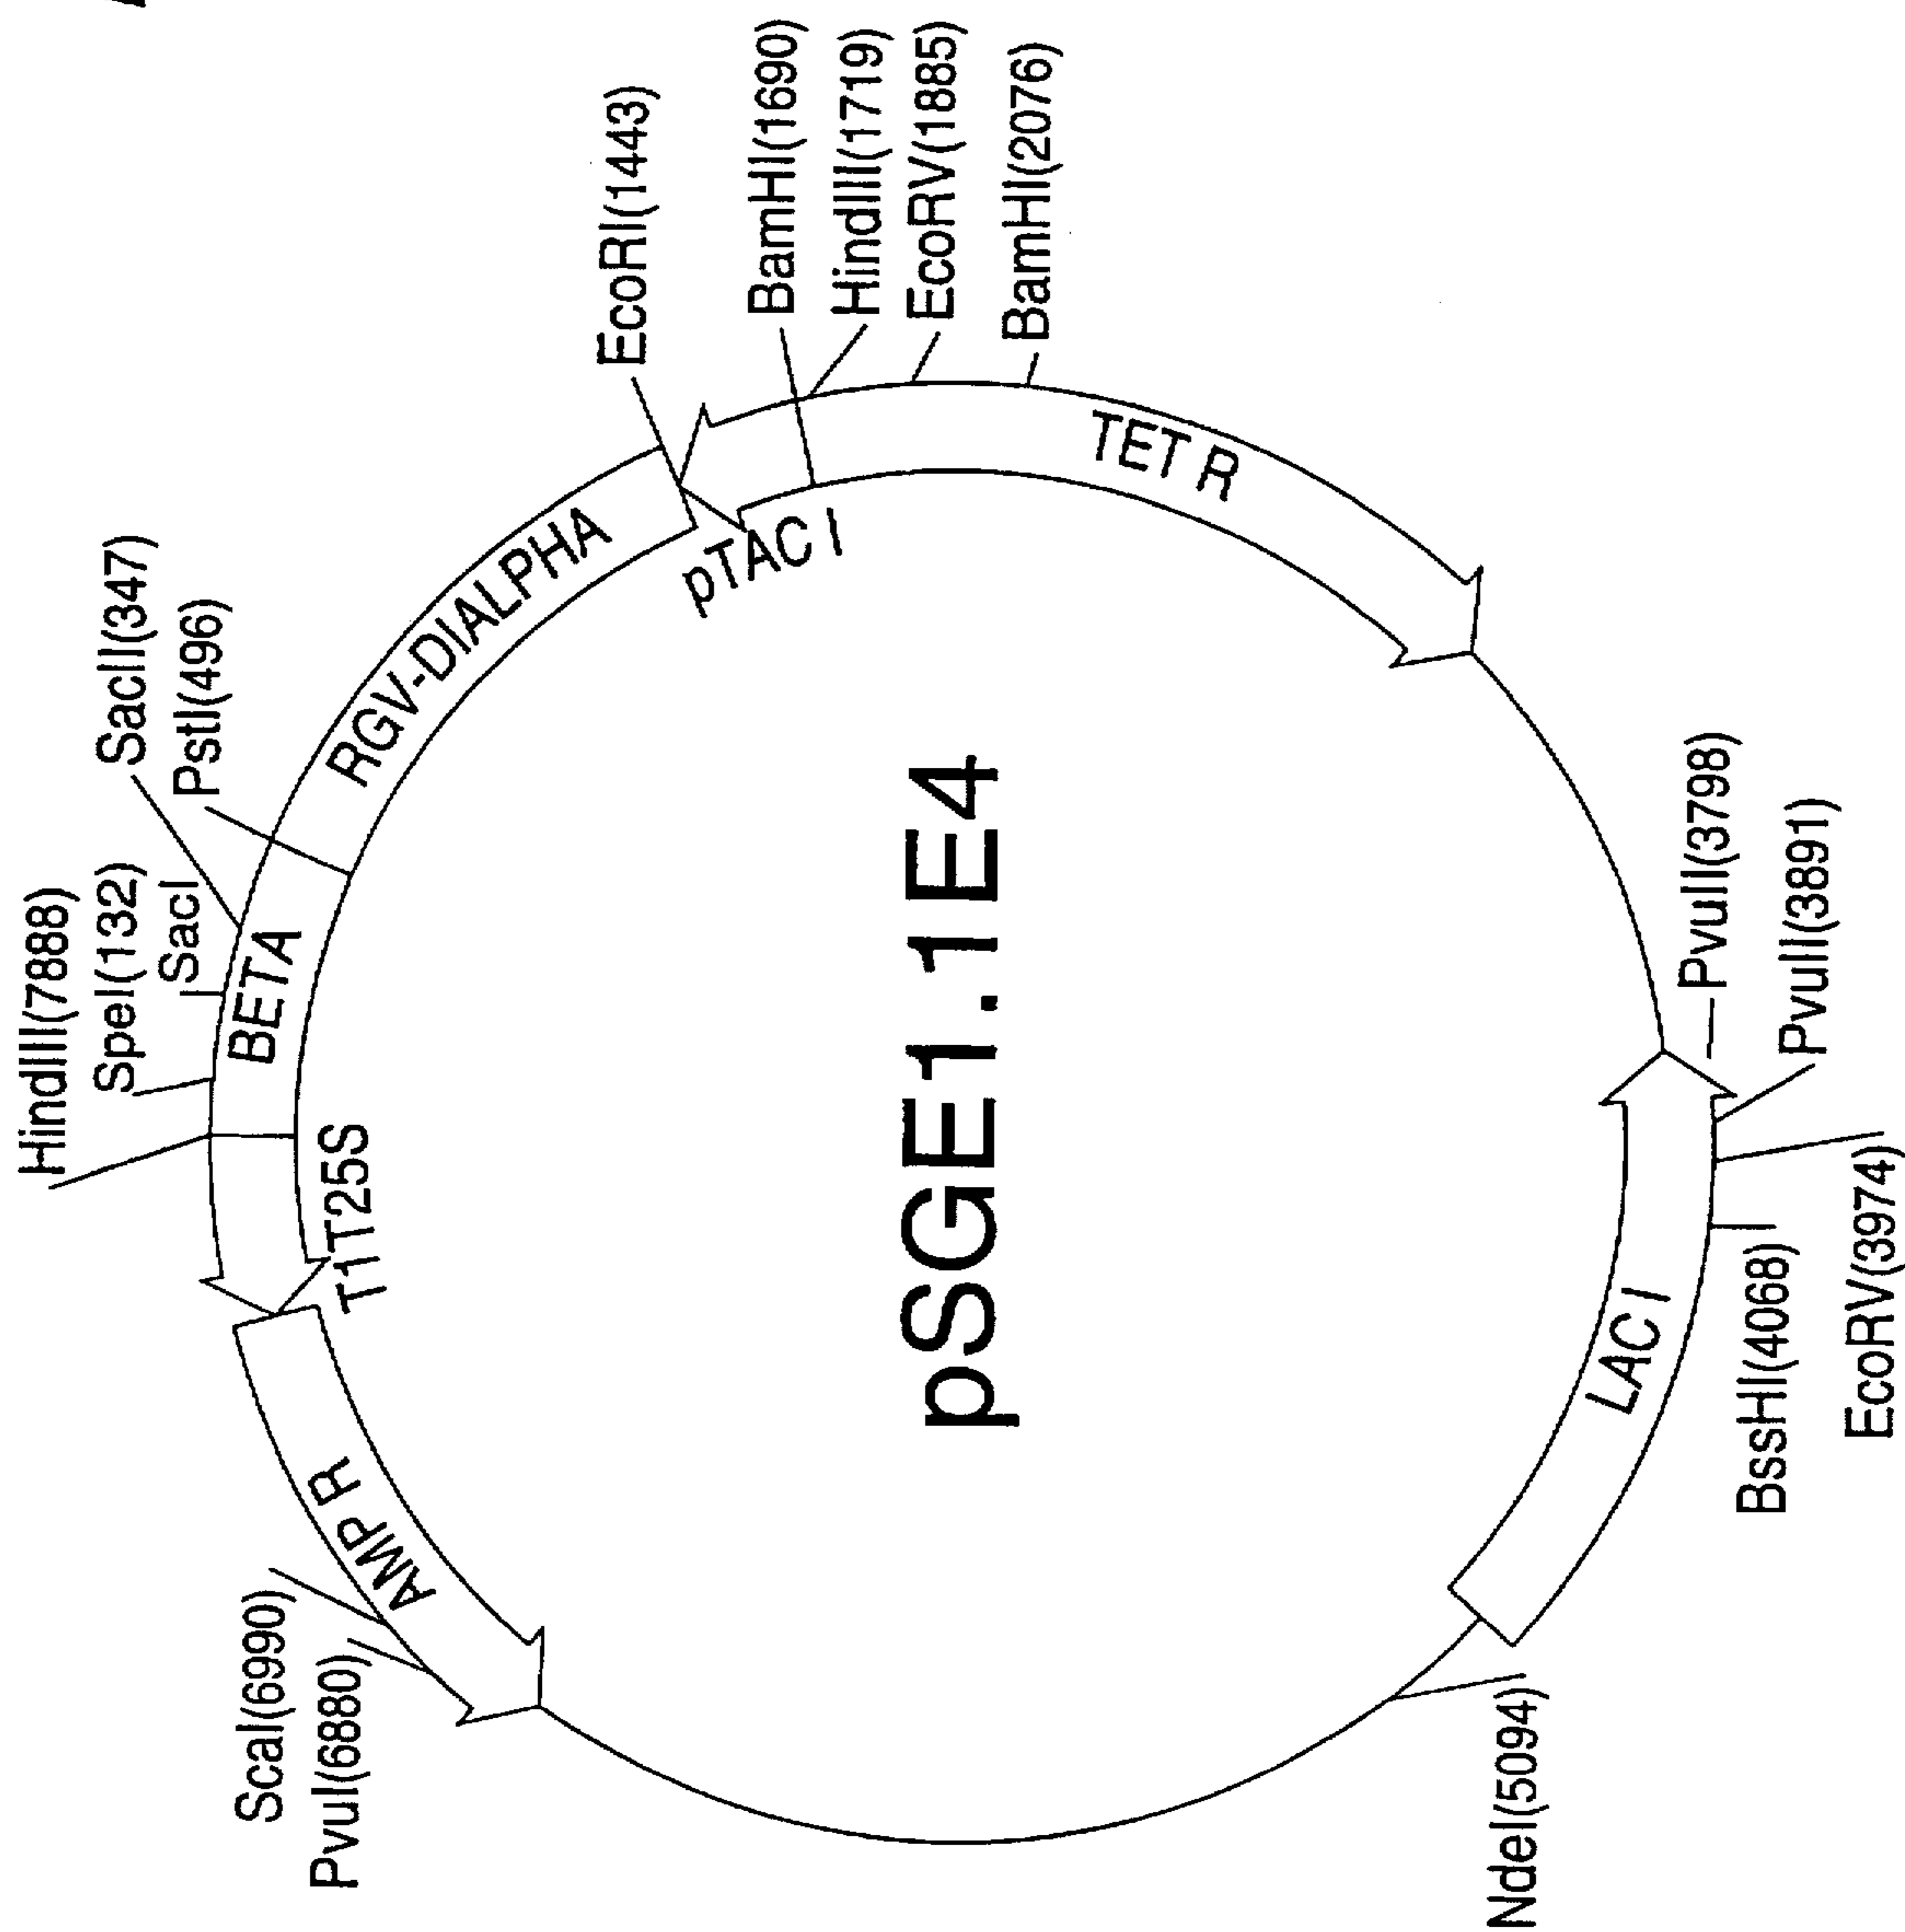 HindIII(7888)
SpeI(132)
SacI
SacII(347)
PstI(496)
EcoRI(1443)
BamHI(1690)
HindIII(1719)
EcoRV(1885)
BamHI(2076)
BETA
RGV-DIALPHA
pTAC I
TET R
T1T25S
AMP R
ScaI(6990)
PvuI(6880)
pSGE1.1E4
LAC I
PvuII(3798)
PvuII(3891)
EcoRV(3974)
BssHI(4068)
NdeI(5094)